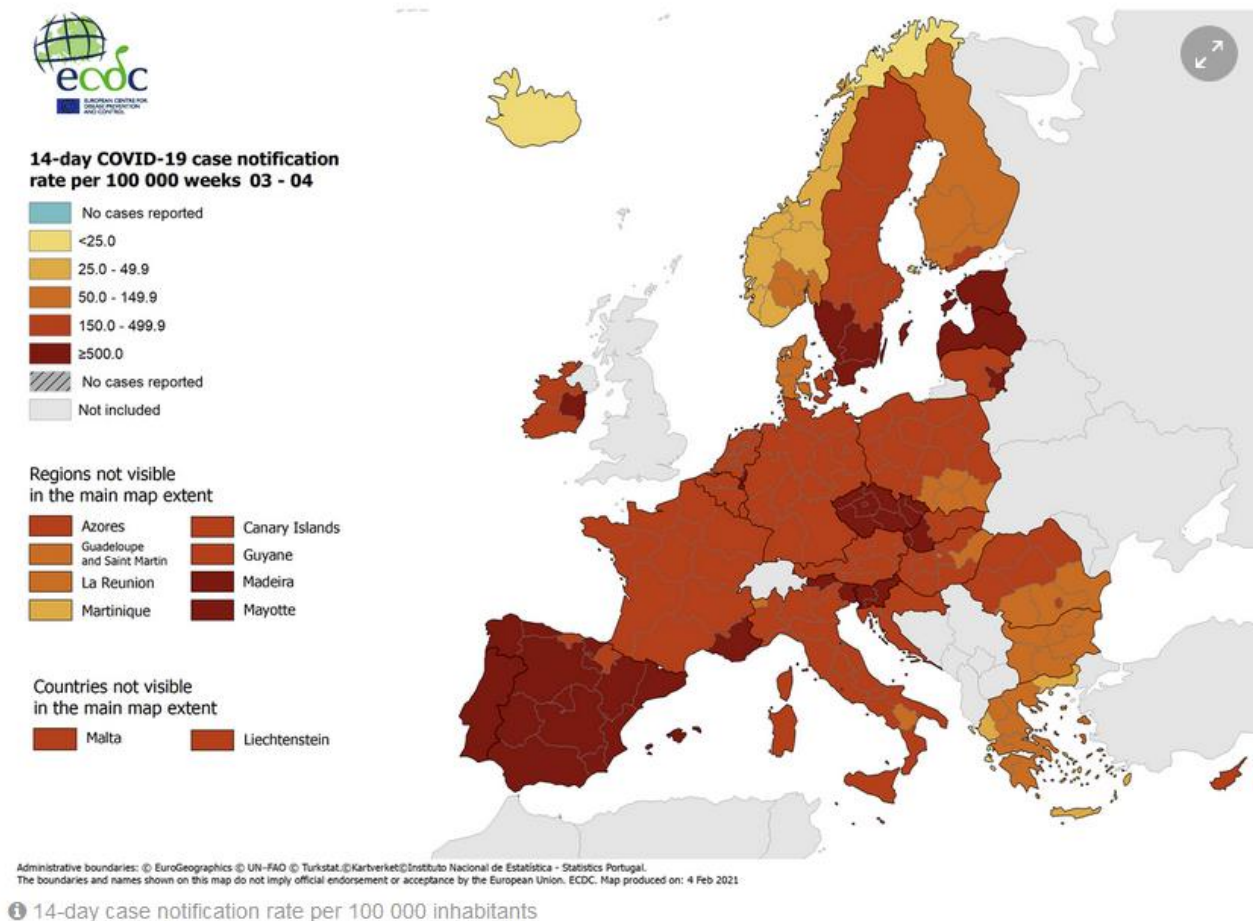 ecdc
EUROPEAN CENTRE FOR
DISEASE PREVENTION
AND CONTROL
14-day COVID-19 case notification
rate per 100 000 weeks 03 - 04
No cases reported
<25.0
25.0 - 49.9
50.0 - 149.9
150.0 - 499.9
≥500.0
No cases reported
Not included
Regions not visible
in the main map extent
Azores
Canary Islands
Guadeloupe
and Saint Martin
Guyane
La Reunion
Madeira
Martinique
Mayotte
Countries not visible
in the main map extent
Malta
Liechtenstein
Administrative boundaries: © EuroGeographics © UN-FAO © Turkstat.©Kartverket©Instituto Nacional de Estatística - Statistics Portugal.
The boundaries and names shown on this map do not imply official endorsement or acceptance by the European Union. ECDC. Map produced on: 4 Feb 2021
14-day case notification rate per 100 000 inhabitants